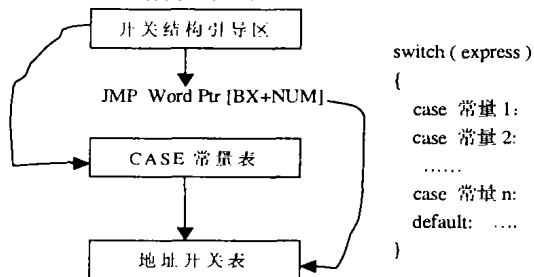 开关结构引导区
JMP Word Ptr [BX+NUM]
CASE 常量表
地址开关表
switch ( express )
{
case 常量 1:
case 常量 2:
……
case 常量 n:
default: ….
}